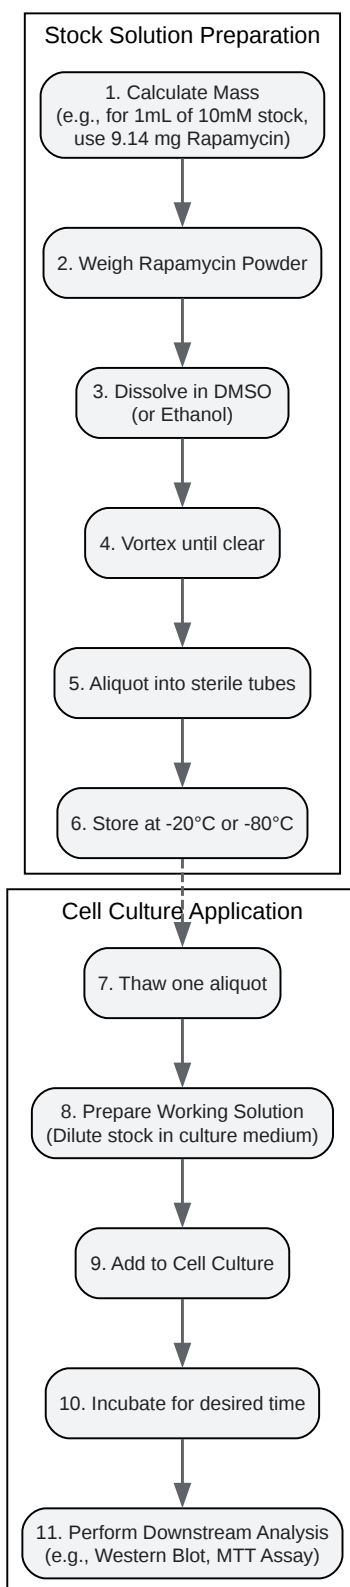 Stock Solution Preparation
1. Calculate Mass
(e.g., for 1mL of 10mM stock,
use 9.14 mg Rapamycin)
2. Weigh Rapamycin Powder
3. Dissolve in DMSO
(or Ethanol)
4. Vortex until clear
5. Aliquot into sterile tubes
6. Store at -20°C or -80°C
Cell Culture Application
7. Thaw one aliquot
8. Prepare Working Solution
(Dilute stock in culture medium)
9. Add to Cell Culture
10. Incubate for desired time
11. Perform Downstream Analysis
(e.g., Western Blot, MTT Assay)